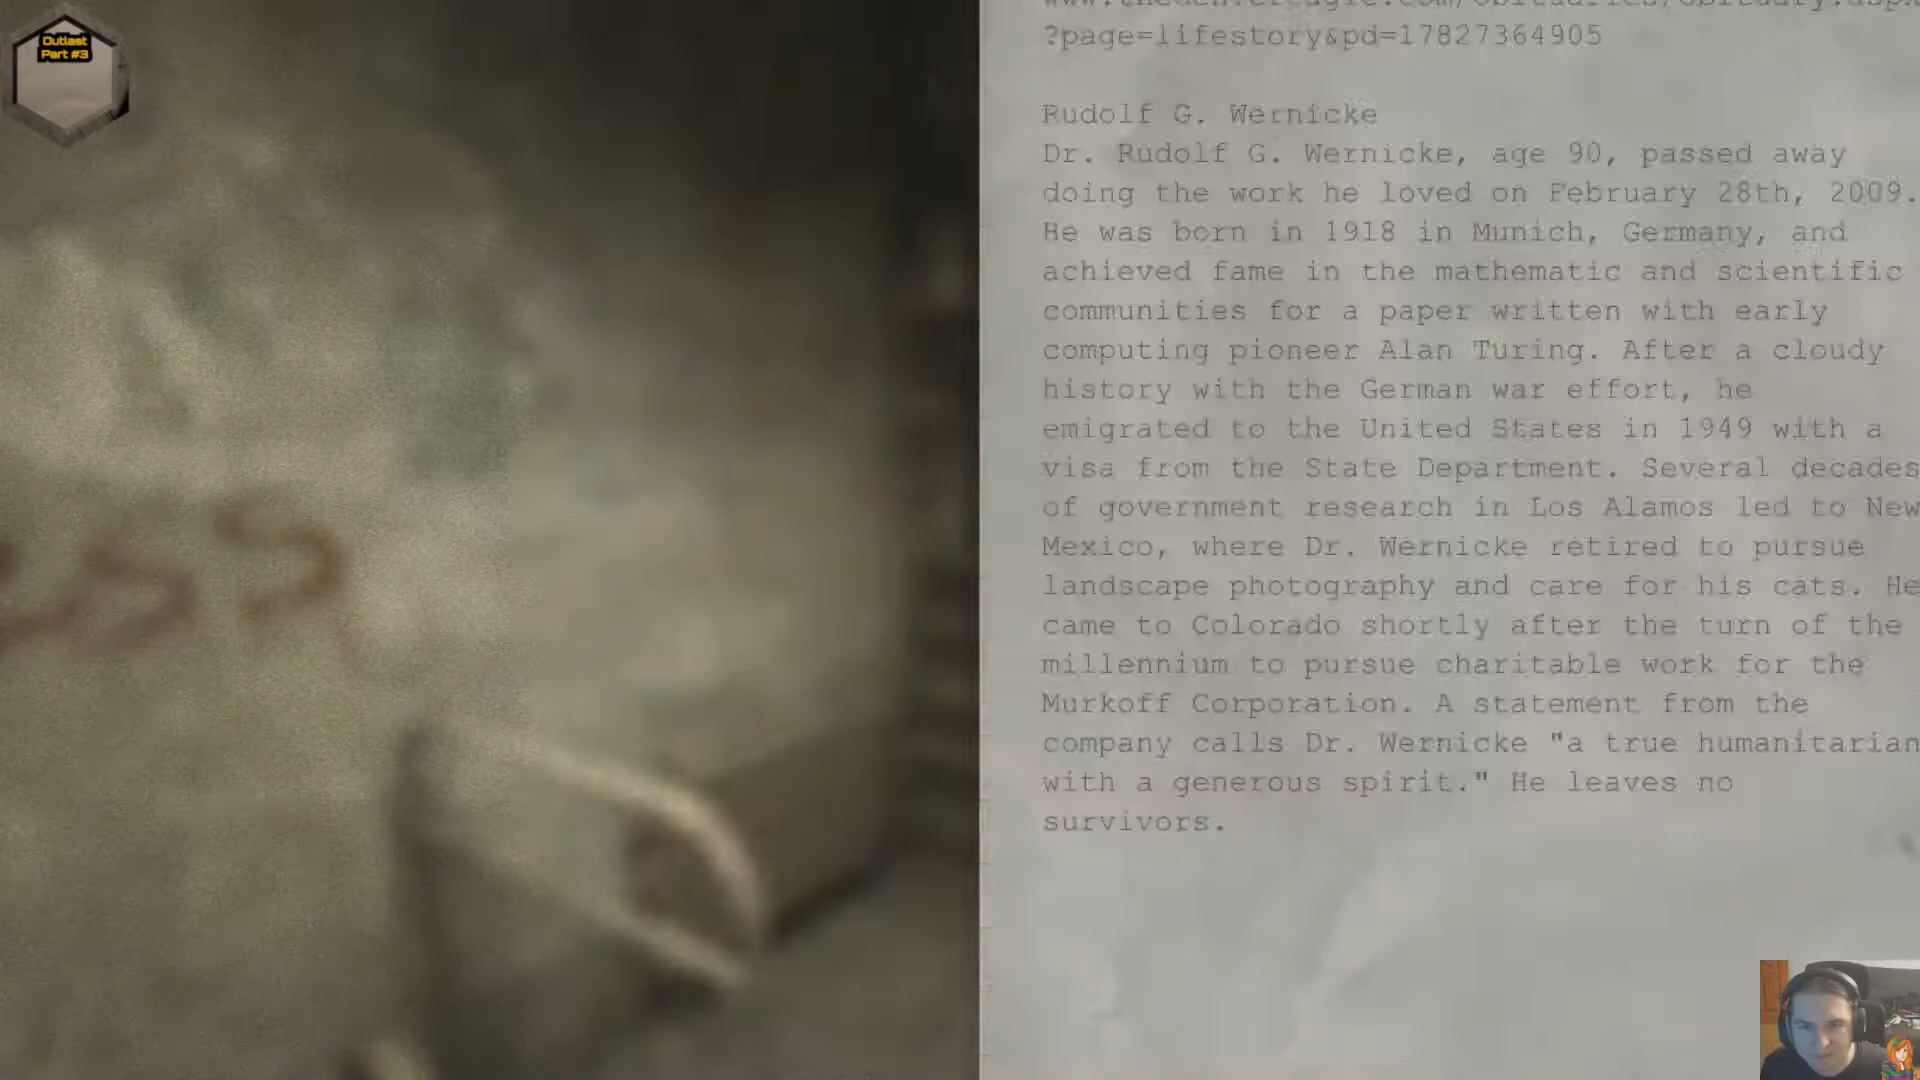 Outlast
Part #3
?page=lifestory&pd=17827364905
Rudolf G. Wernicke
Dr. Rudolf G. Wernicke, age 90, passed away
doing the work he loved on February 28th, 2009.
He was born in 1918 in Munich, Germany, and
achieved fame in the mathematic and scientific
communities for a paper written with early
computing pioneer Alan Turing. After a cloudy
history with the German war effort, he
emigrated to the United States in 1949 with a
visa from the State Department. Several decades
of government research in Los Alamos led to New
Mexico, where Dr. Wernicke retired to pursue
landscape photography and care for his cats. He
came to Colorado shortly after the turn of the
millennium to pursue charitable work for the
Murkoff Corporation. A statement from the
company calls Dr. Wernicke "a true humanitarian
with a generous spirit." He leaves no
survivors.